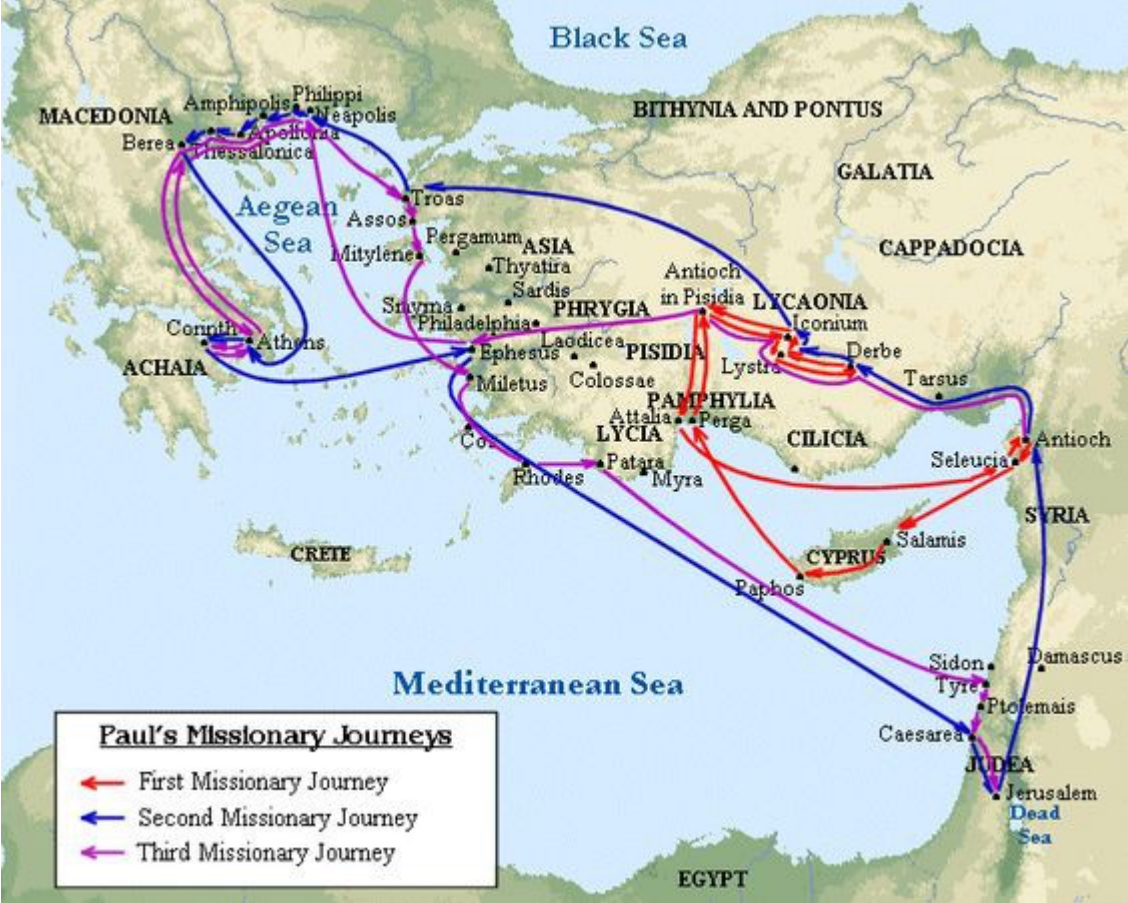 Black Sea
Philippi
Amphipolis
Neapolis
MACEDONIA
BITHYNIA AND PONTUS
Apollonia
Berea
Thessalonica
GALATIA
Troas
Aegean
Sea
Assos
Pergamum
ASIA
CAPPADOCIA
Mitylene
Thyatira
Antioch
in Pisidia
Sardis
LYCAONIA
Smyrna
PHRYGIA
Philadelphia
Iconium
Corinth
Athens
Laodicea
Ephesus
PISIDIA
Derbe
ACHAIA
Lystra
Miletus
Colossae
Tarsus
PAMPHYLIA
Attalia
Perga
Cos
LYCIA
CILICIA
Antioch
Rhodes
Patara
Seleucia
Myra
SYRIA
Salamis
CRETE
CYPRUS
Paphos
Sidon
Damascus
Mediterranean Sea
Tyre
Ptolemais
Caesarea
JUDEA
Jerusalem
Dead
Sea
Paul's Missionary Journeys
First Missionary Journey
Second Missionary Journey
Third Missionary Journey
EGYPT